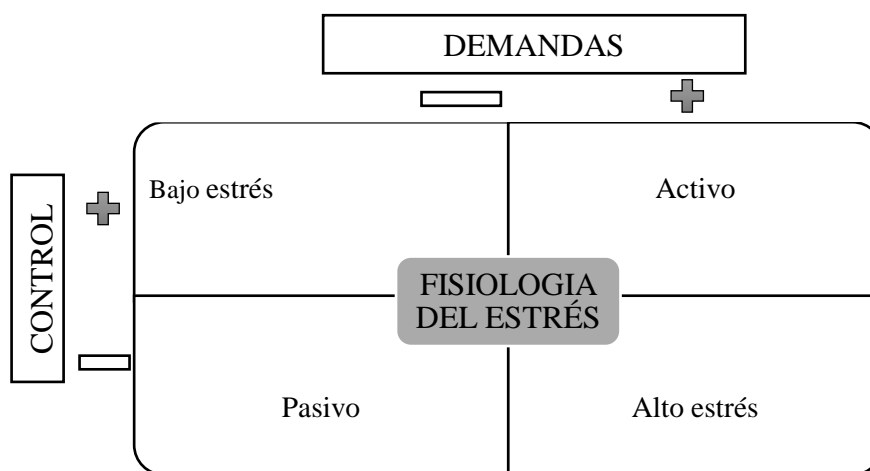 DEMANDAS
CONTROL
Bajo estrés
Activo
FISIOLOGIA
DEL ESTRÉS
Pasivo
Alto estrés